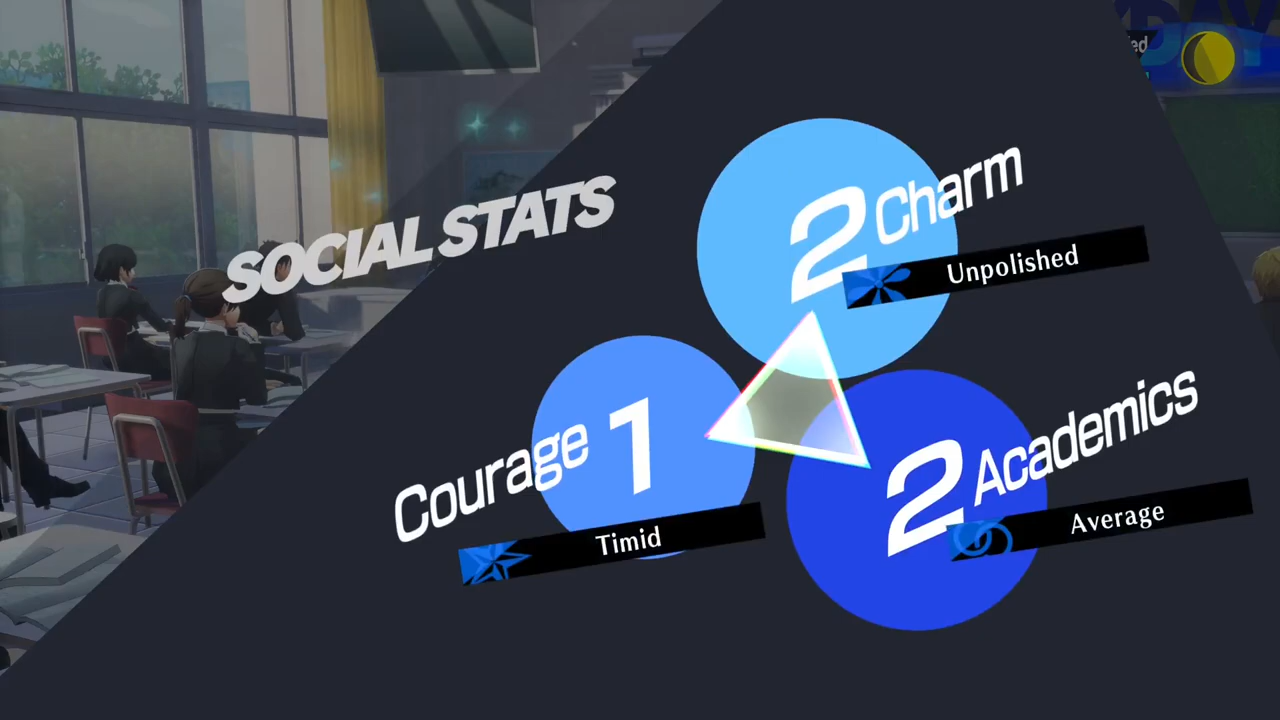 SOCIAL STATS
2 Charm
Unpolished
Courage 1
Timid
2 Academics
Average